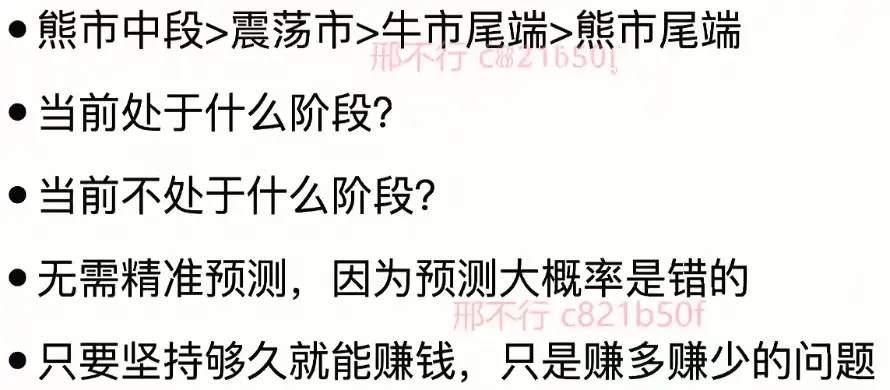 • 熊市中段>震荡市>牛市尾端>熊市尾端
邢不行 c821b50f
• 当前处于什么阶段?
• 当前不处于什么阶段?
• 无需精准预测，因为预测大概率是错的
邢不行 c821b50f
• 只要坚持够久就能赚钱，只是赚多赚少的问题